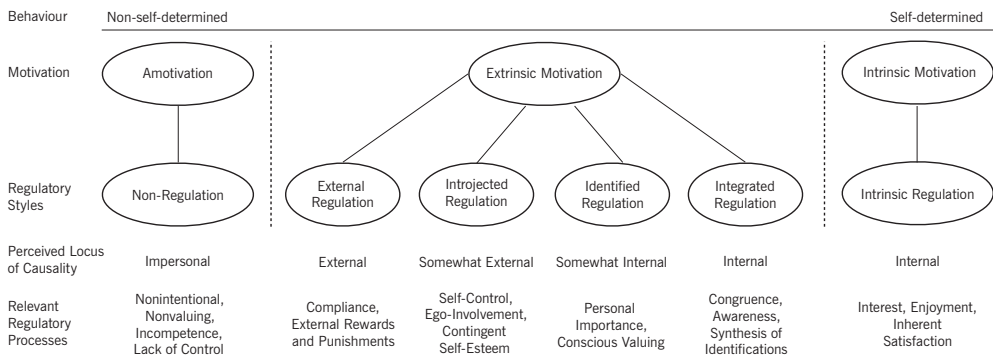 Behaviour Non-self-determined Self-determined
Motivation Amotivation Extrinsic Motivation Intrinsic Motivation
Regulatory
Styles
Non-Regulation
External
Regulation
Introjected
Regulation
Identified
Regulation
Integrated
Regulation
Intrinsic Regulation
Perceived Locus
of Causality
Impersonal External Somewhat External Somewhat Internal Internal Internal
Relevant
Regulatory
Processes
Nonintentional,
Nonvaluing,
Incompetence,
Lack of Control
Compliance,
External Rewards
and Punishments
Self-Control,
Ego-Involvement,
Contingent
Self-Esteem
Personal
Importance,
Conscious Valuing
Congruence,
Awareness,
Synthesis of
Identifications
Interest, Enjoyment,
Inherent
Satisfaction